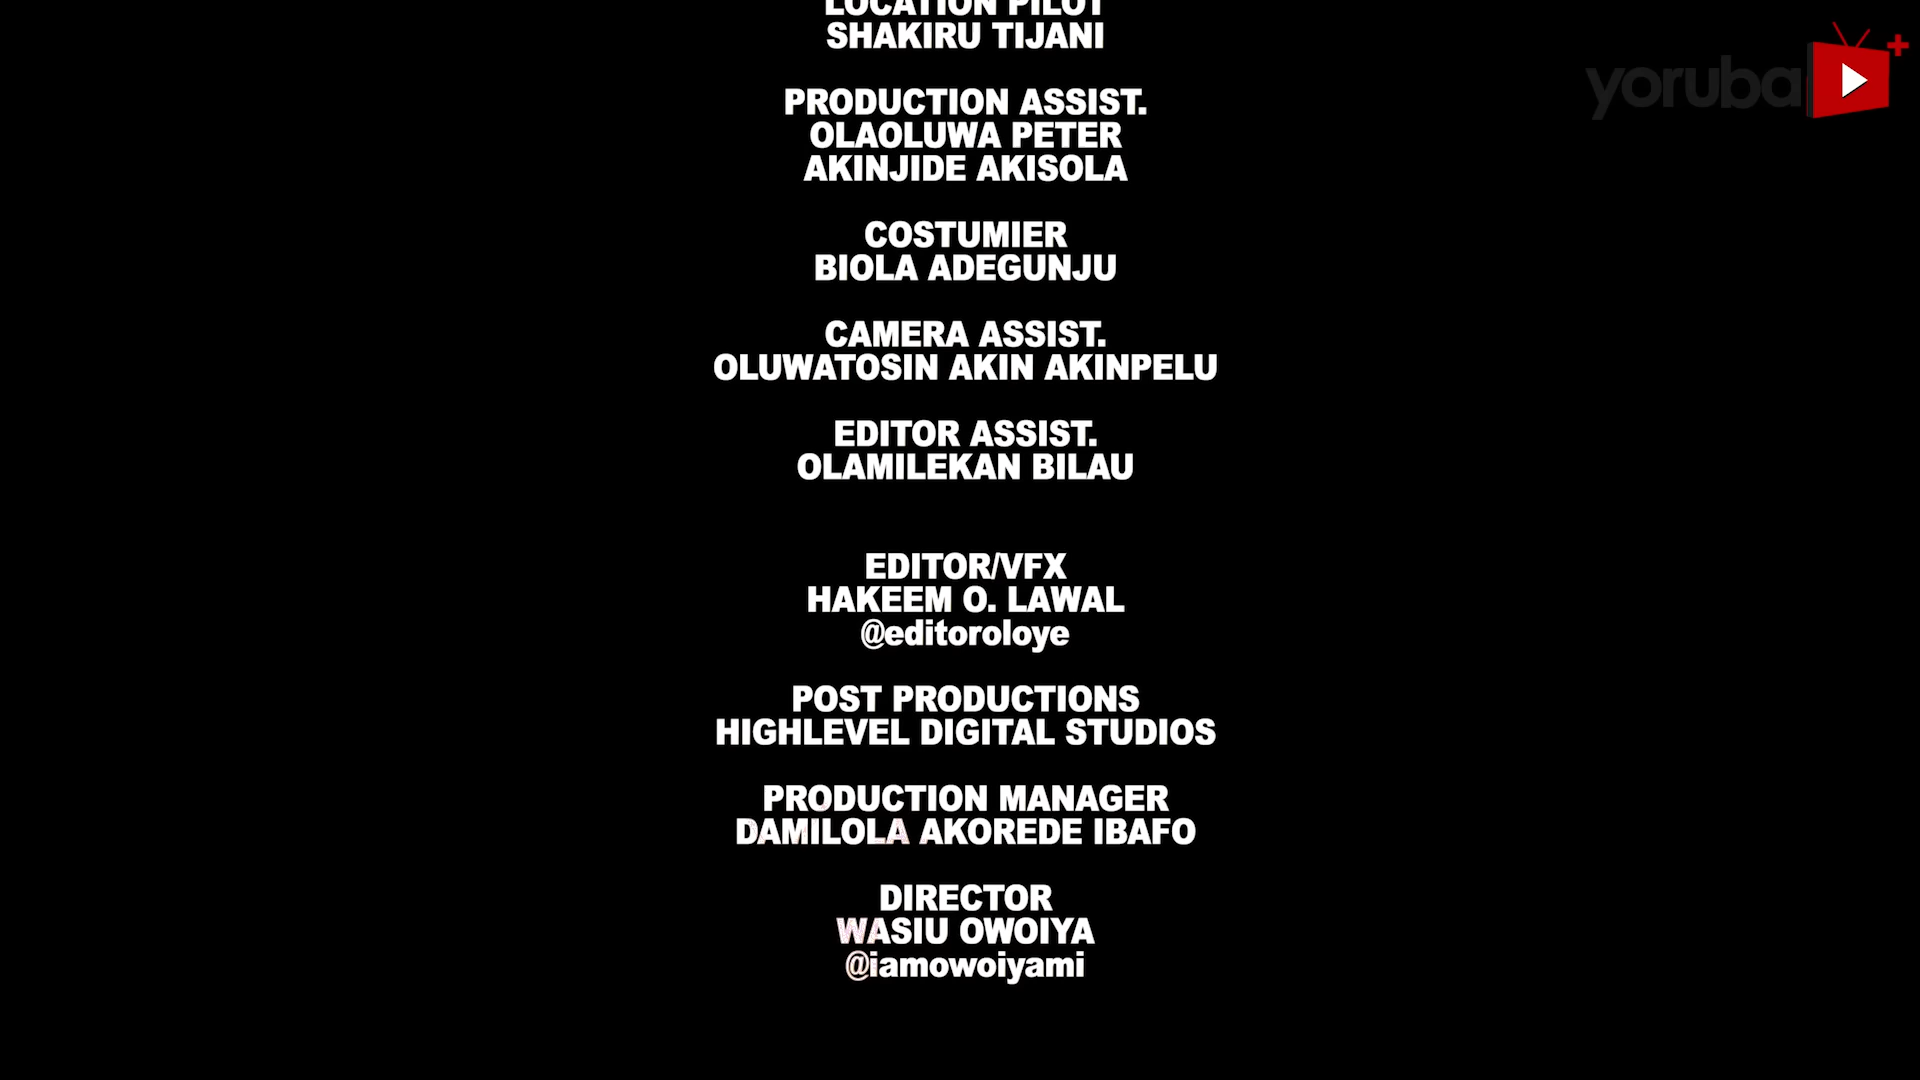 LOCATION PILOT
SHAKIRU TIJANI
yoruba
PRODUCTION ASSIST.
OLAOLUWA PETER
AKINJIDE AKISOLA
COSTUMIER
BIOLA ADEGUNJU
CAMERA ASSIST.
OLUWATOSIN AKIN AKINPELU
EDITOR ASSIST.
OLAMILEKAN BILAU
EDITOR/VFX
HAKEEM O. LAWAL
@editoroloye
POST PRODUCTIONS
HIGHLEVEL DIGITAL STUDIOS
PRODUCTION MANAGER
DAMILOLA AKOREDE IBAFO
DIRECTOR
WASIU OWOIYA
@iamowoiyami